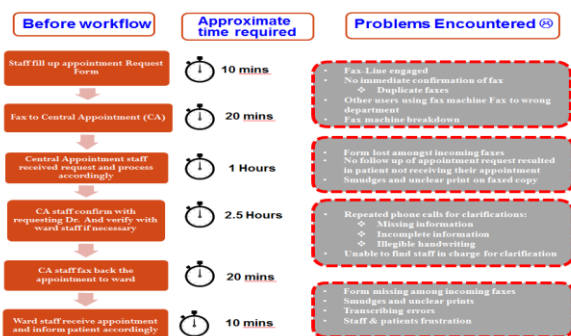 Before workflow
Approximate
time required
Problems Encountered ☹
Staff fill up appointment Request
Form
10 mins
Fax to Central Appointment (CA)
20 mins
Central Appointment staff
received request and process
accordingly
1 Hours
CA staff confirm with
requesting Dr. And verify with
ward staff if necessary
2.5 Hours
CA staff fax back the
appointment to ward
20 mins
Ward staff receive appointment
and inform patient accordingly
10 mins
• Fax-Line engaged
• No immediate confirmation of fax
❖ Duplicate faxes
• Other users using fax machine Fax to wrong
department
• Fax machine breakdown
• Form lost amongst incoming faxes
• No follow up of appointment request resulted
in patient not receiving their appointment
• Smudges and unclear print on faxed copy
• Repeated phone calls for clarifications:
❖ Missing information
❖ Incomplete information
❖ Illegible handwriting
• Unable to find staff in charge for clarification
• Form missing among incoming faxes
• Smudges and unclear prints
• Transcribing errors
• Staff & patients frustration